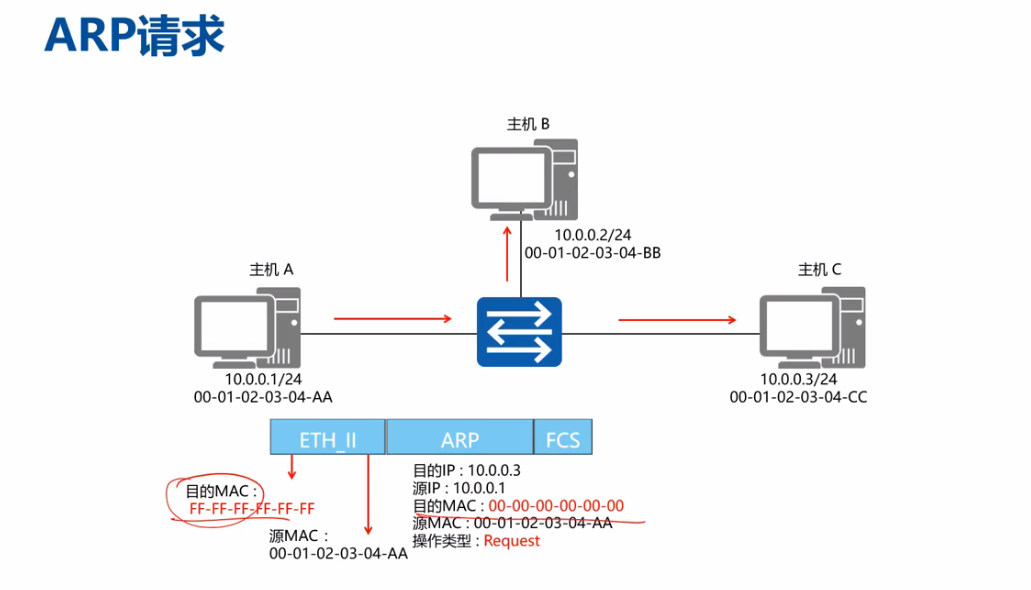 ARP请求
主机 B
10.0.0.2/24
00-01-02-03-04-BB
主机 A
主机 C
10.0.0.1/24
00-01-02-03-04-AA
10.0.0.3/24
00-01-02-03-04-CC
ETH_II
ARP
FCS
目的MAC :
FF-FF-FF-FF-FF-FF
源MAC :
00-01-02-03-04-AA
目的IP : 10.0.0.3
源IP : 10.0.0.1
目的MAC : 00-00-00-00-00-00
源MAC : 00-01-02-03-04-AA
操作类型 : Request